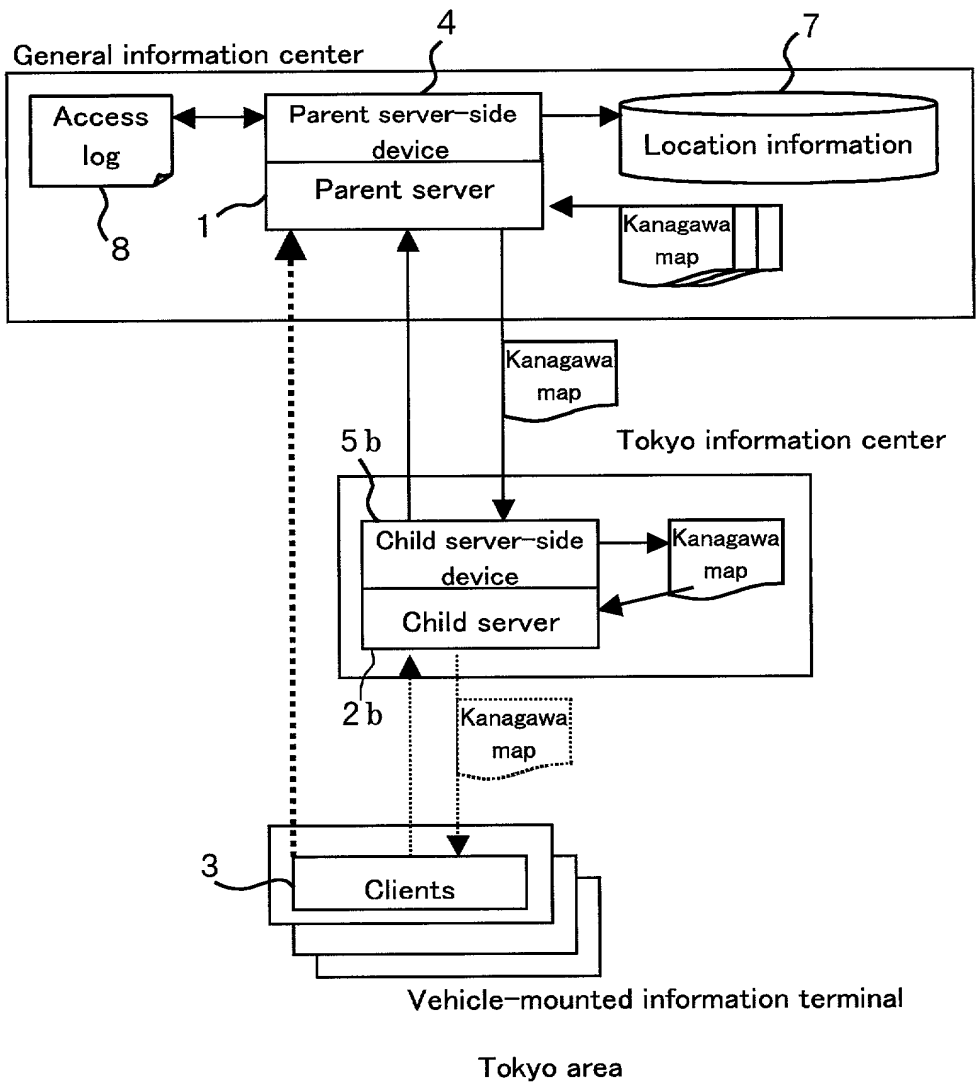 4
7
General information center
Access
log
Parent server-side
device
Location information
Parent server
1
8
Kanagawa
map
Kanagawa
map
Tokyo information center
5b
Child server-side
device
Kanagawa
map
Child server
2b
Kanagawa
map
3
Clients
Vehicle-mounted information terminal
Tokyo area